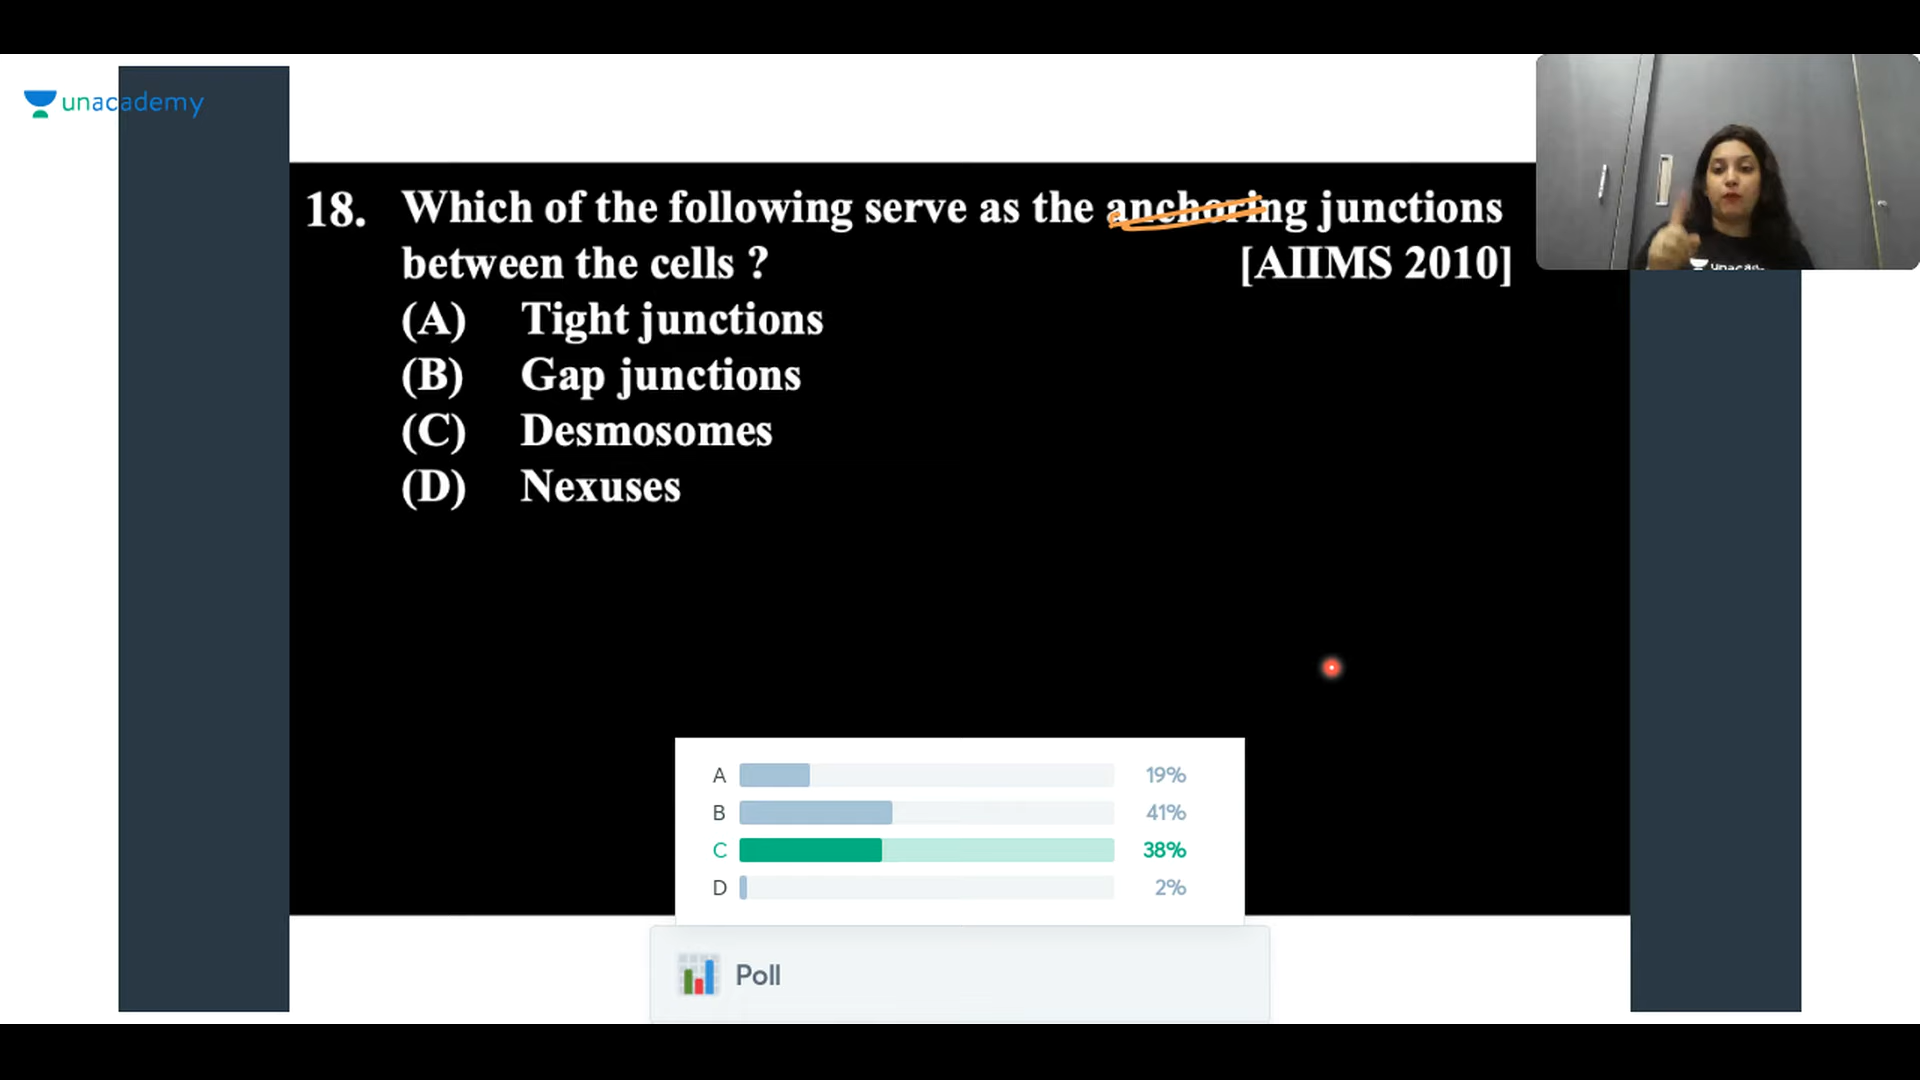 unacademy
18. Which of the following serve as the anchoring junctions
between the cells ? [AIIMS 2010]
(A) Tight junctions
(B) Gap junctions
(C) Desmosomes
(D) Nexuses
A 19%
B 41%
C 38%
D 2%
Poll